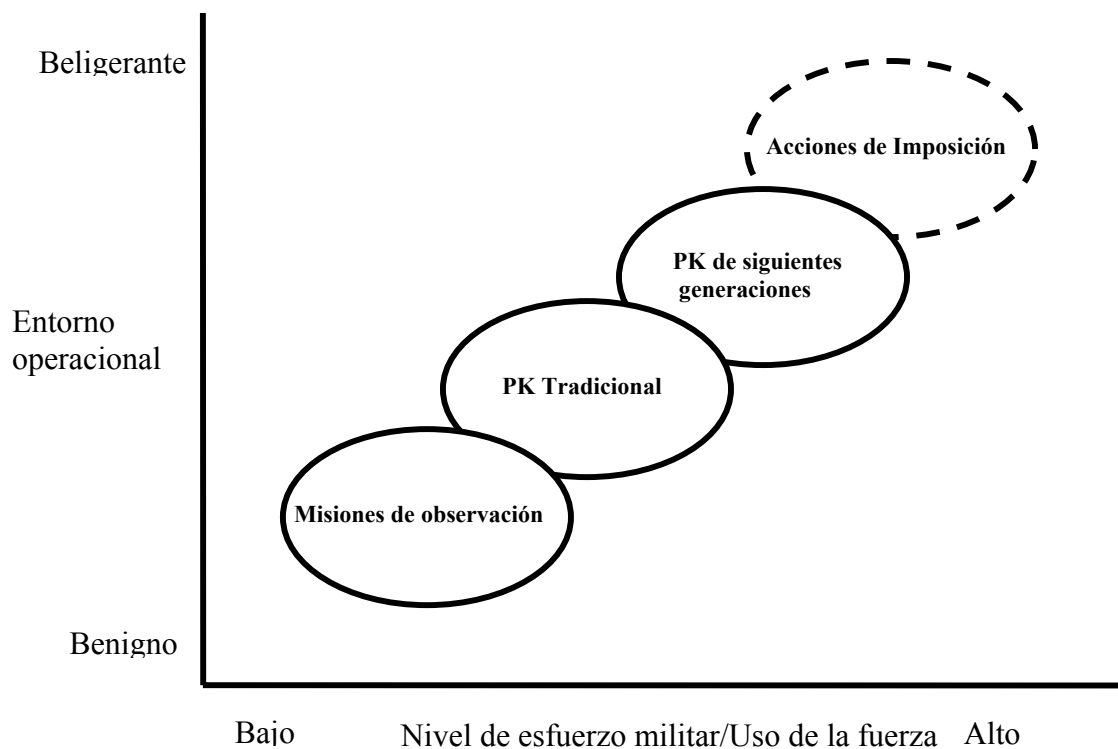 Beligerante
Acciones de Imposición
PK de siguientes
generaciones
Entorno
operacional
PK Tradicional
Misiones de observación
Benigno
Bajo
Nivel de esfuerzo militar/Uso de la fuerza
Alto